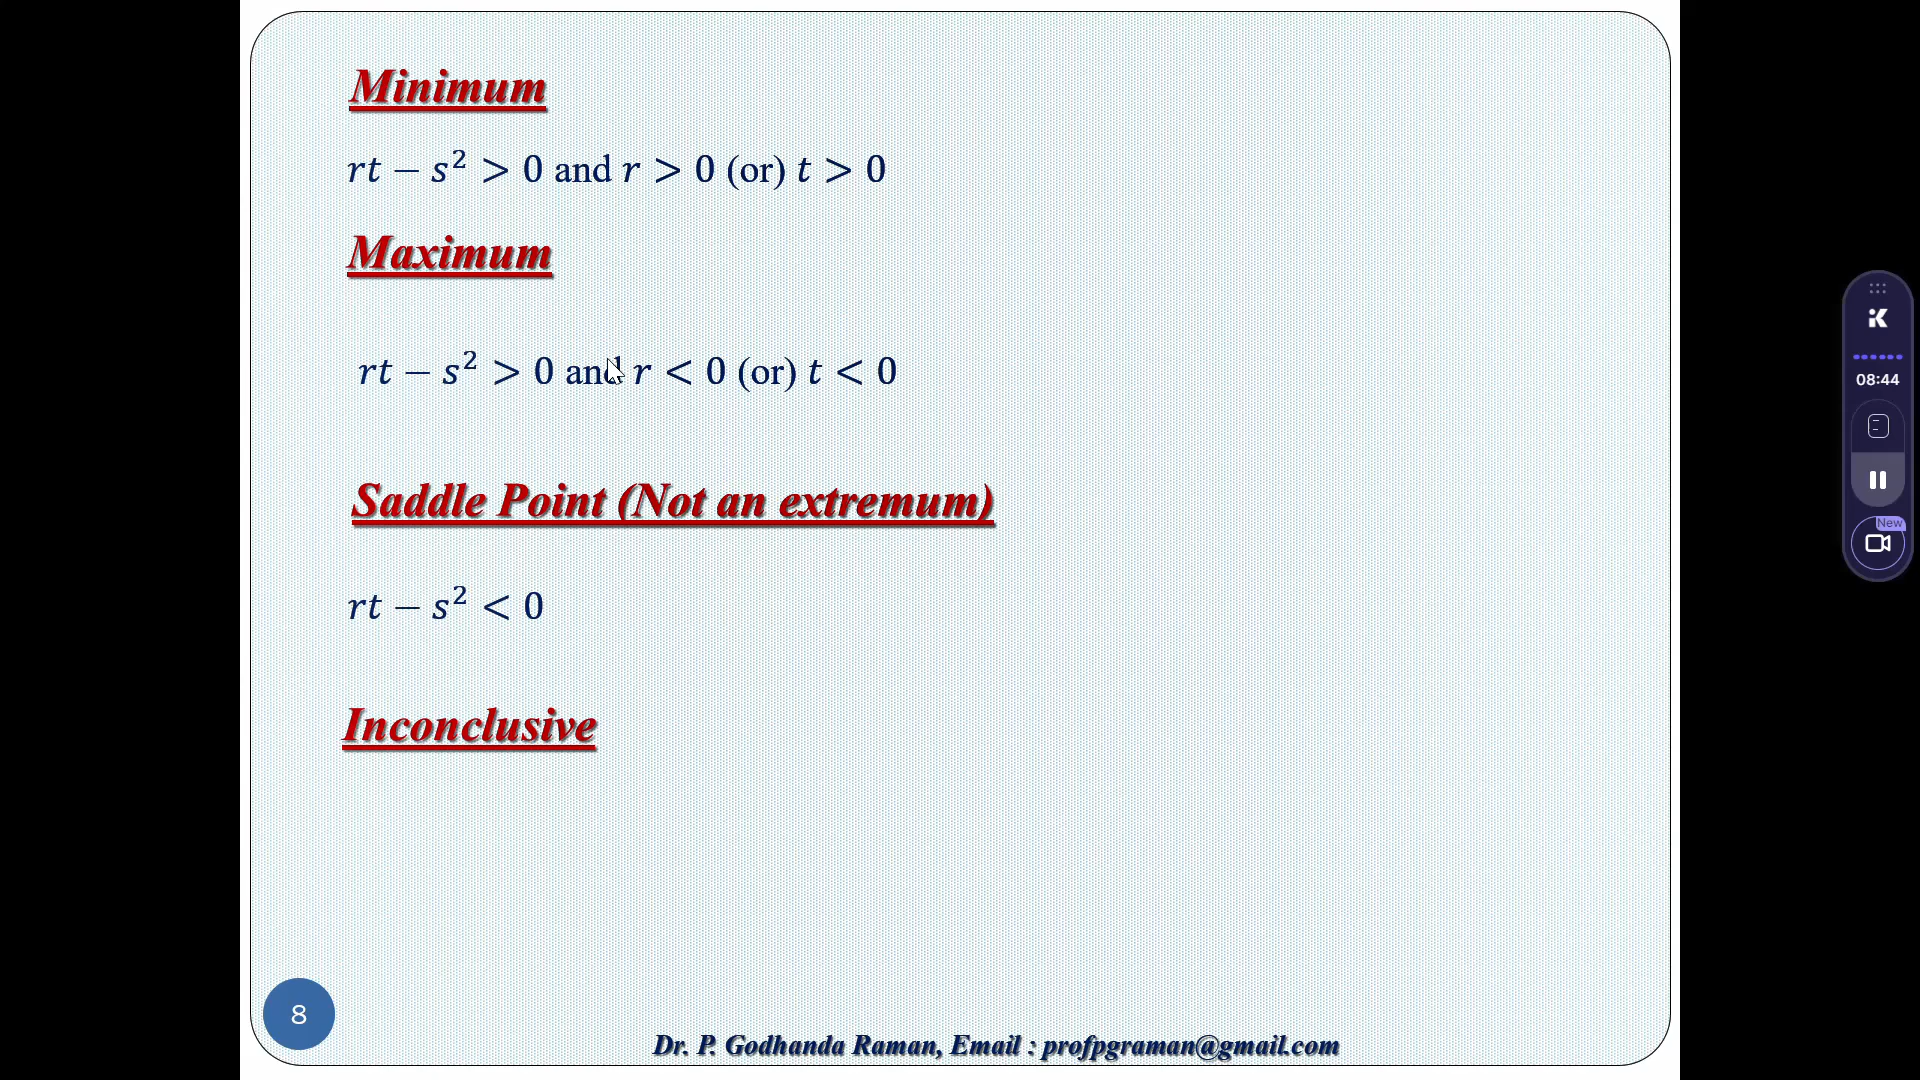 Minimum
rt − s² > 0 and r > 0 (or) t > 0
Maximum
rt − s² > 0 and r < 0 (or) t < 0
Saddle Point (Not an extremum)
rt − s² < 0
Inconclusive
8
Dr. P. Godhanda Raman, Email : profpgraman@gmail.com
08:44
New